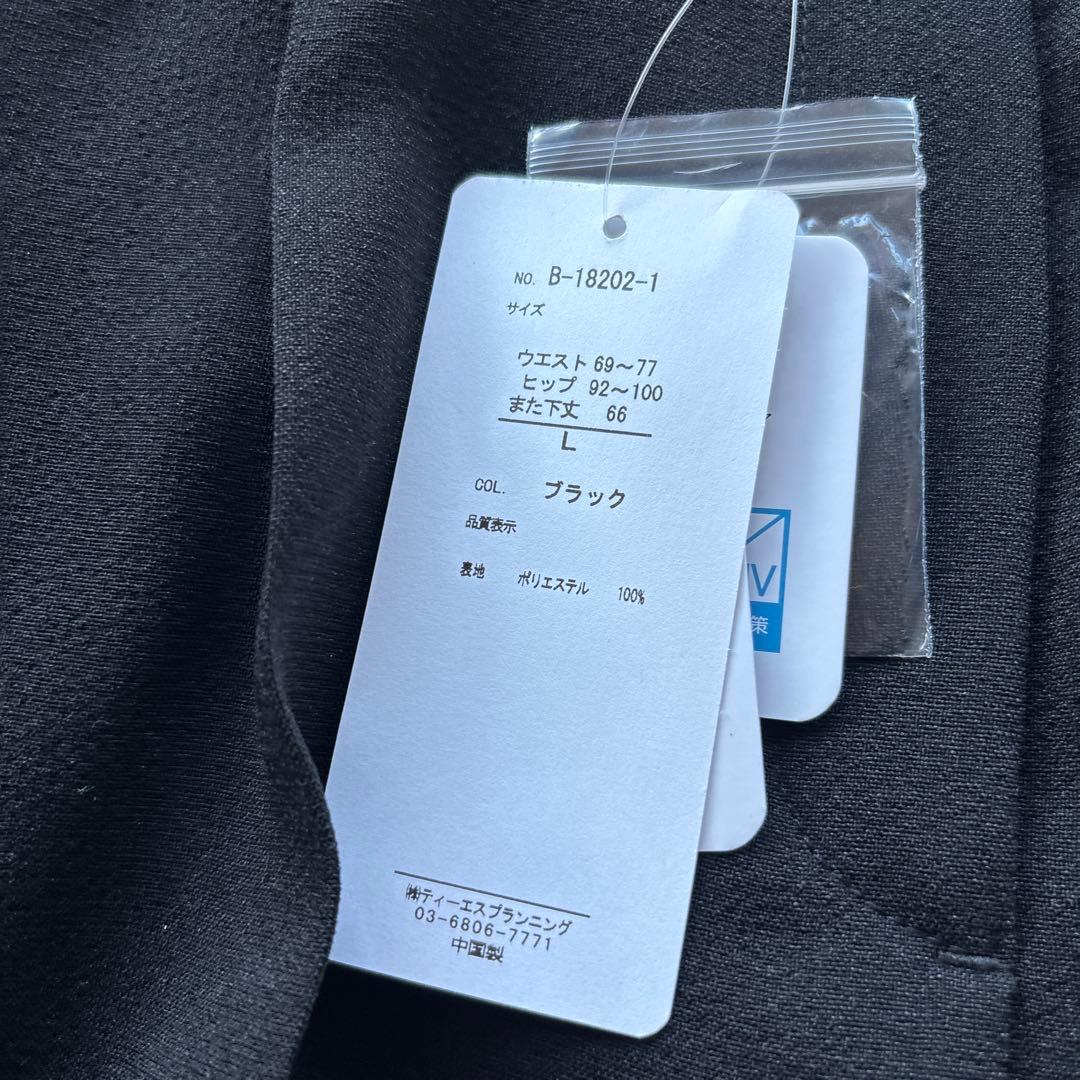 NO. B-18202-1
サイズ
ウエスト 69～77
ヒップ 92～100
また下丈 66
L
COL. ブラック
品質表示
表地 ポリエステル 100%
㈱ティーエスプランニング
03-6806-7771
中国製
策